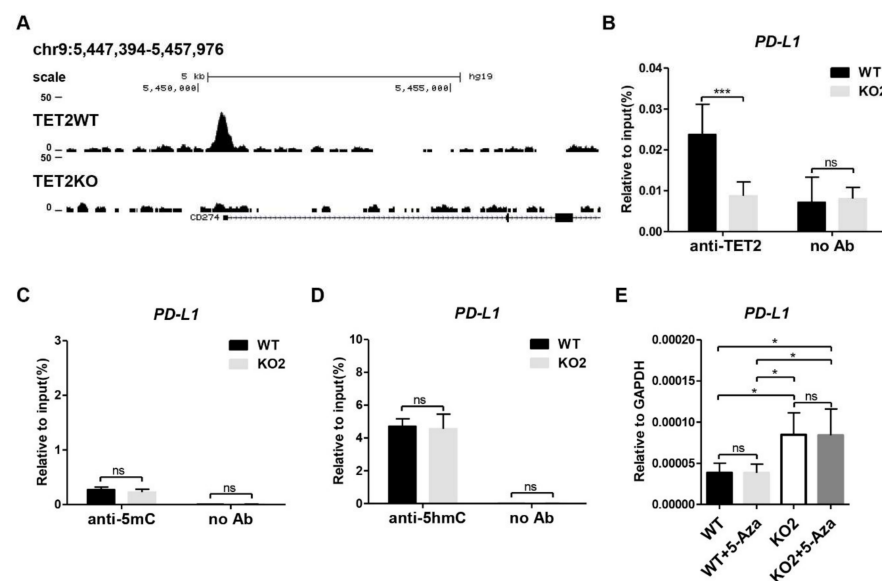 A
chr9:5,447,394-5,457,976
scale
5 kb
hg19
5,450,000
5,455,000
50
TET2WT
0
50
TET2KO
0
CD274
B
PD-L1
WT
KO2
Relative to input(%)
0.04
0.03
0.02
0.01
0.00
***
ns
anti-TET2
no Ab
C
PD-L1
WT
KO2
Relative to input(%)
3
2
1
0
ns
ns
anti-5mC
no Ab
D
PD-L1
WT
KO2
Relative to input(%)
10
8
6
4
2
0
ns
ns
anti-5hmC
no Ab
E
PD-L1
Relative to GAPDH
0.00020
0.00015
0.00010
0.00005
0.00000
*
*
*
*
ns
ns
WT
WT+5-Aza
KO2
KO2+5-Aza